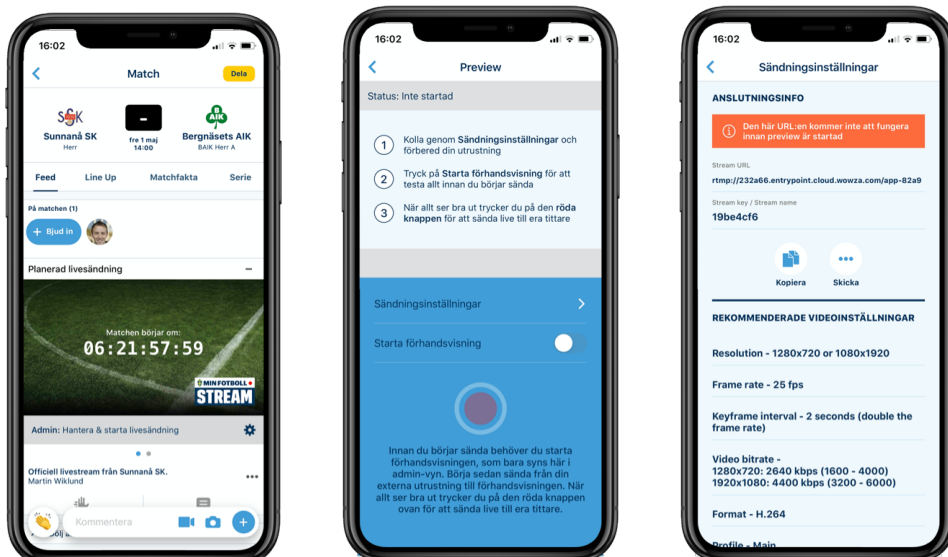 16:02
Match
Dela
SSK
-
B
AIK
Sunnanå SK
Herr
fre 1 maj
14:00
Bergnäsets AIK
BAIK Herr A
Feed
Line Up
Matchfakta
Serie
På matchen (1)
+ Bjud in
Planerad livesändning
Matchen börjar om:
06:21:57:59
MIN FOTBOLL
STREAM
Admin: Hantera & starta livesändning
Officiell livestream från Sunnanå SK.
Martin Wiklund
Kommentera
16:02
Preview
Status: Inte startad
1 Kolla genom Sändningsinställningar och
förbered din utrustning
2 Tryck på Starta förhandsvisning för att
testa allt innan du börjar sända
3 När allt ser bra ut trycker du på den röda
knappen för att sända live till era tittare
Sändningsinställningar
Starta förhandsvisning
Innan du börjar sända behöver du starta
förhandsvisningen, som bara syns här i
admin-vyn. Börja sedan sända från din
externa utrustning till förhandsvisningen. När
allt ser bra ut trycker du på den röda knappen
ovan för att sända live till era tittare.
16:02
Sändningsinställningar
ANSLUTNINGSINFO
Den här URL:en kommer inte att fungera
innan preview är startad
Stream URL
rtmp://232a66.entrypoint.cloud.wowza.com/app-82a9
Stream key / Stream name
19be4cf6
Kopiera
Skicka
REKOMMENDERADE VIDEOINSTÄLLNINGAR
Resolution - 1280x720 or 1080x1920
Frame rate - 25 fps
Keyframe interval - 2 seconds (double the
frame rate)
Video bitrate -
1280x720: 2640 kbps (1600 - 4000)
1920x1080: 4400 kbps (3200 - 6000)
Format - H.264
Profile - Main